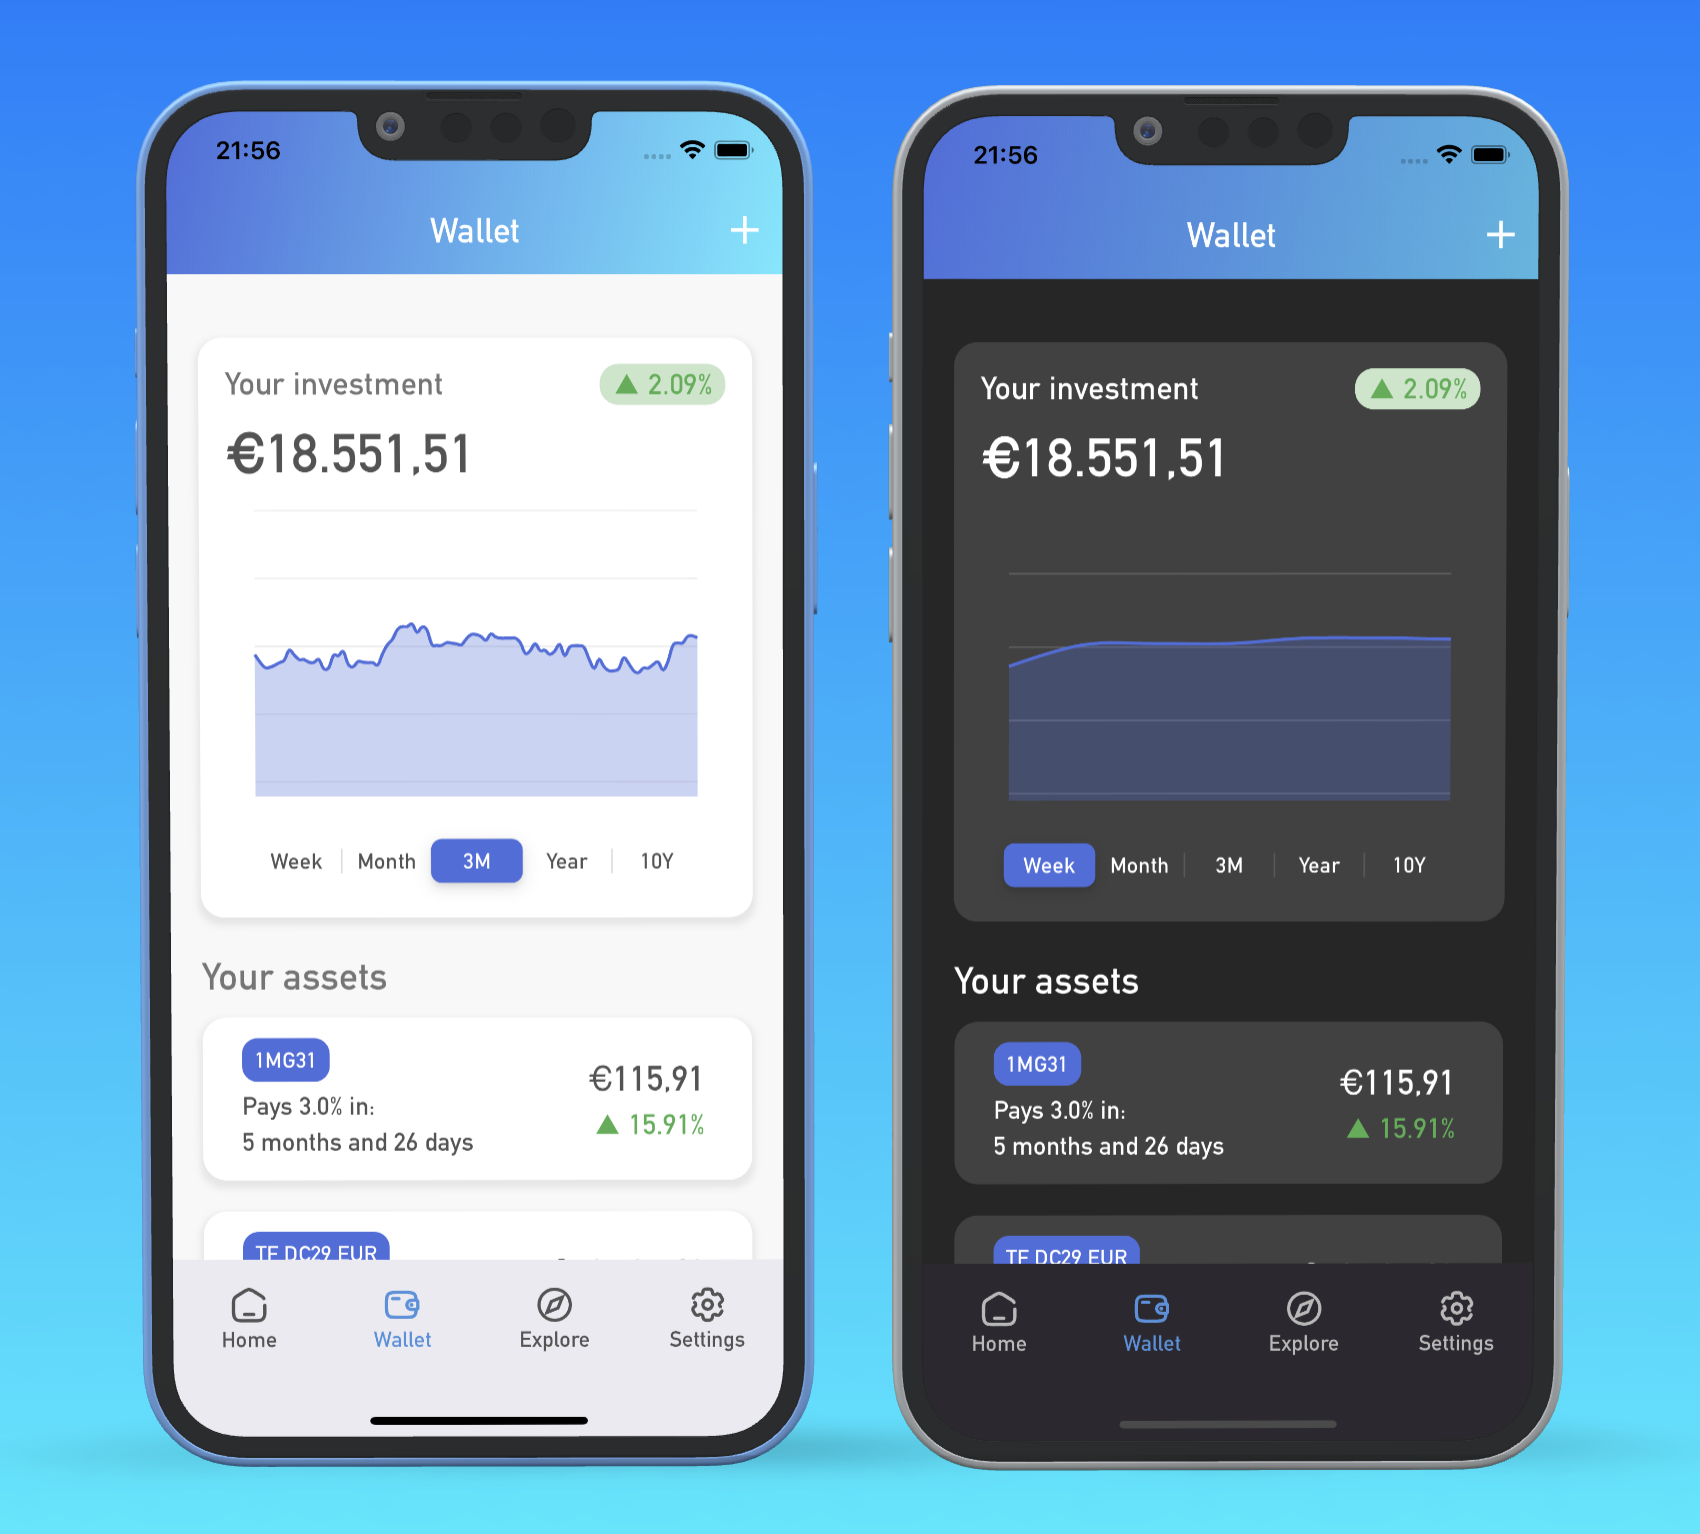 21:56
Wallet
Your investment
▲ 2.09%
€18.551,51
Week
Month
3M
Year
10Y
Your assets
1MG31
Pays 3.0% in:
5 months and 26 days
€115,91
▲ 15.91%
TF DC29 EUR
Home
Wallet
Explore
Settings
21:56
Wallet
Your investment
▲ 2.09%
€18.551,51
Week
Month
3M
Year
10Y
Your assets
1MG31
Pays 3.0% in:
5 months and 26 days
€115,91
▲ 15.91%
TF DC29 EUR
Home
Wallet
Explore
Settings